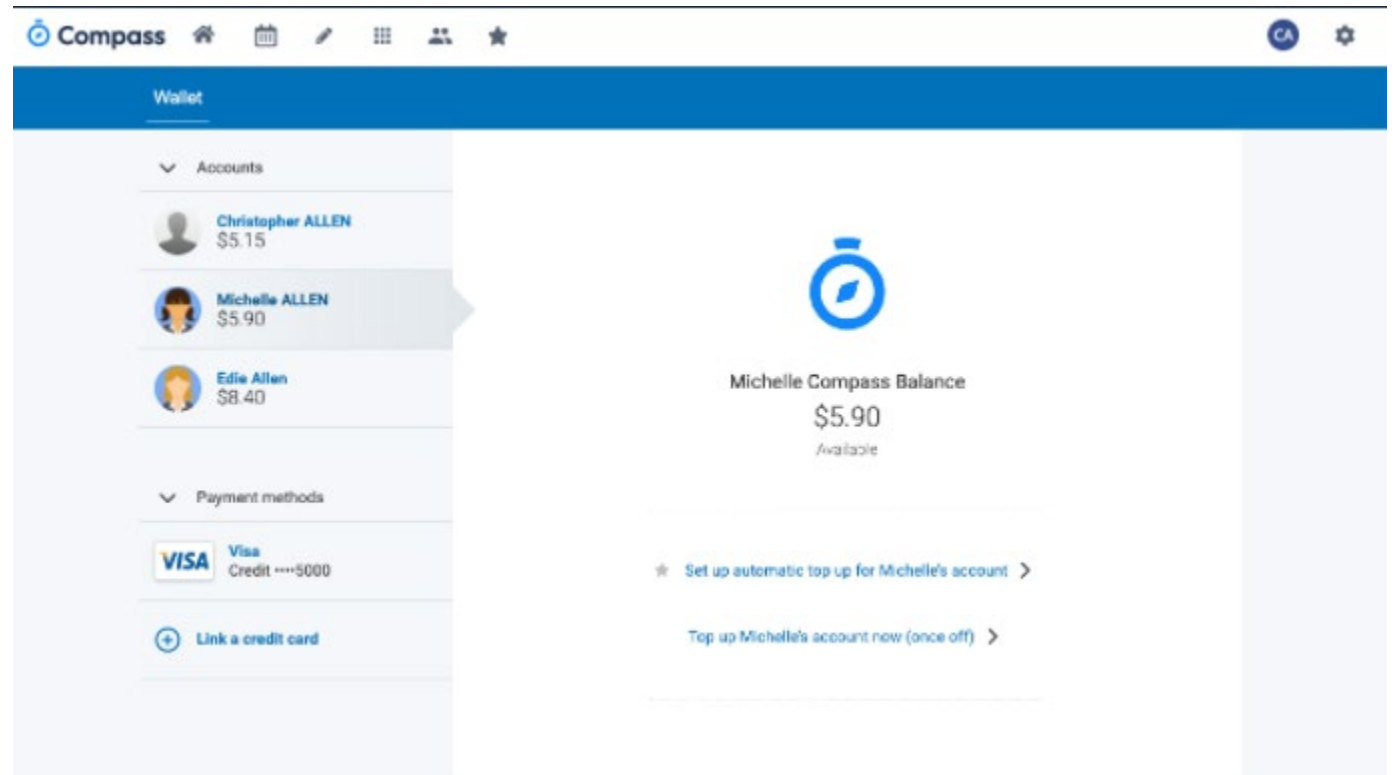 Compass
CA
Wallet
Accounts
Christopher ALLEN
$5.15
Michelle ALLEN
$5.90
Edie Allen
$8.40
Payment methods
VISA
Visa
Credit ····5000
Link a credit card
Michelle Compass Balance
$5.90
Available
Set up automatic top up for Michelle's account
Top up Michelle's account now (once off)